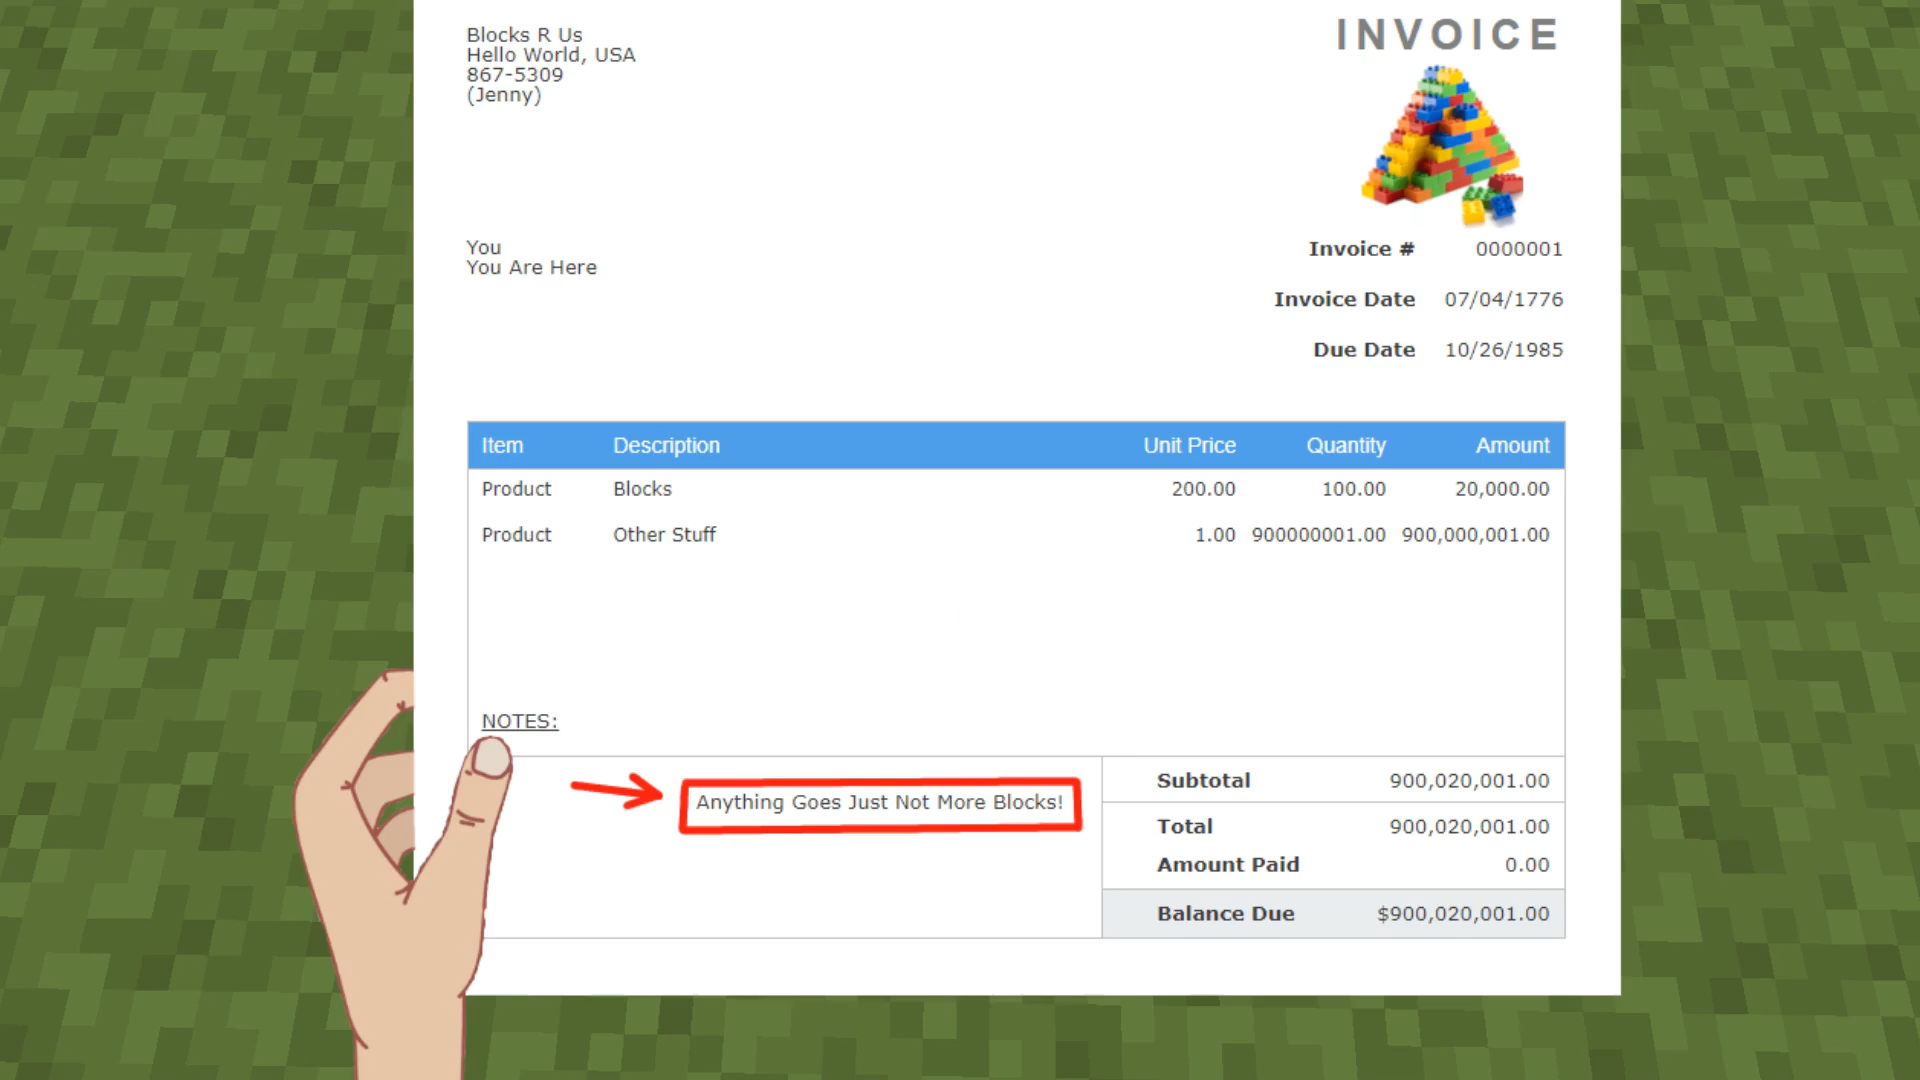 INVOICE
Blocks R Us
Hello World, USA
867-5309
(Jenny)
You
You Are Here
Invoice # 0000001
Invoice Date 07/04/1776
Due Date 10/26/1985
Item Description Unit Price Quantity Amount
Product Blocks 200.00 100.00 20,000.00
Product Other Stuff 1.00 900000001.00 900,000,001.00
NOTES:
Anything Goes Just Not More Blocks!
Subtotal 900,020,001.00
Total 900,020,001.00
Amount Paid 0.00
Balance Due $900,020,001.00